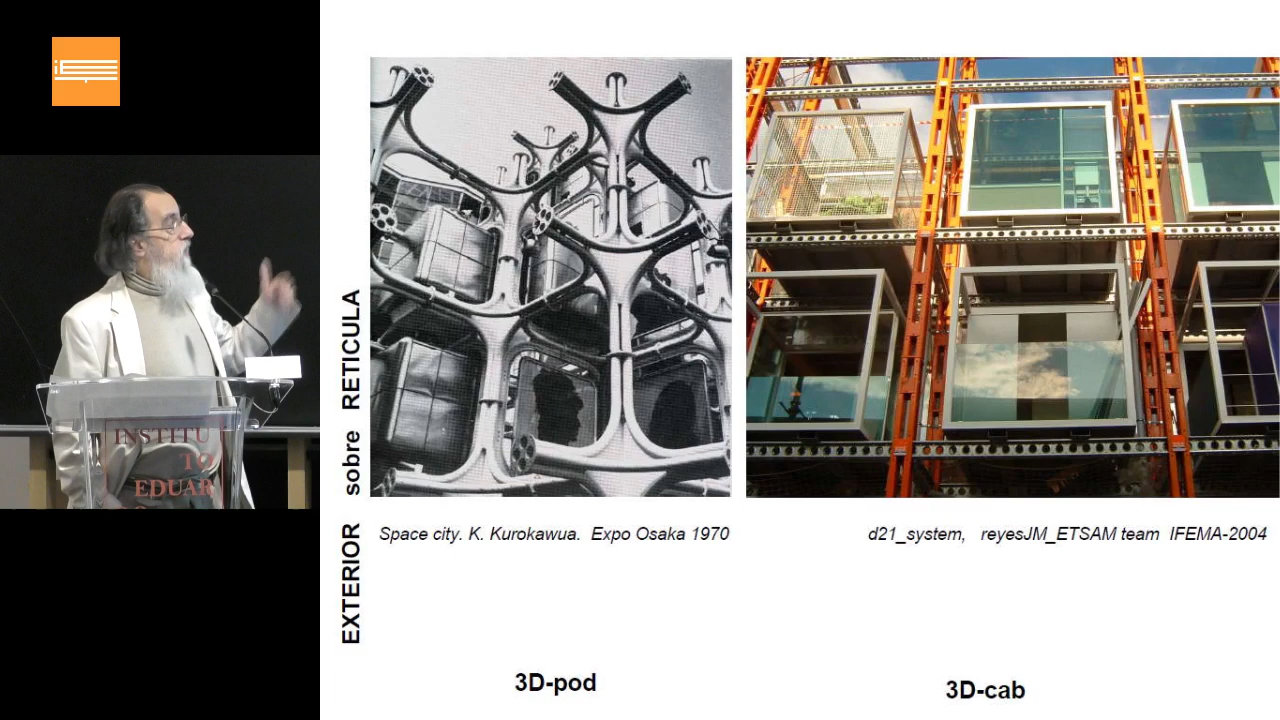 INSTITU
TO
EDUAR
EXTERIOR sobre RETICULA
Space city. K. Kurokawua. Expo Osaka 1970
d21_system, reyesJM_ETSAM team IFEMA-2004
3D-pod
3D-cab